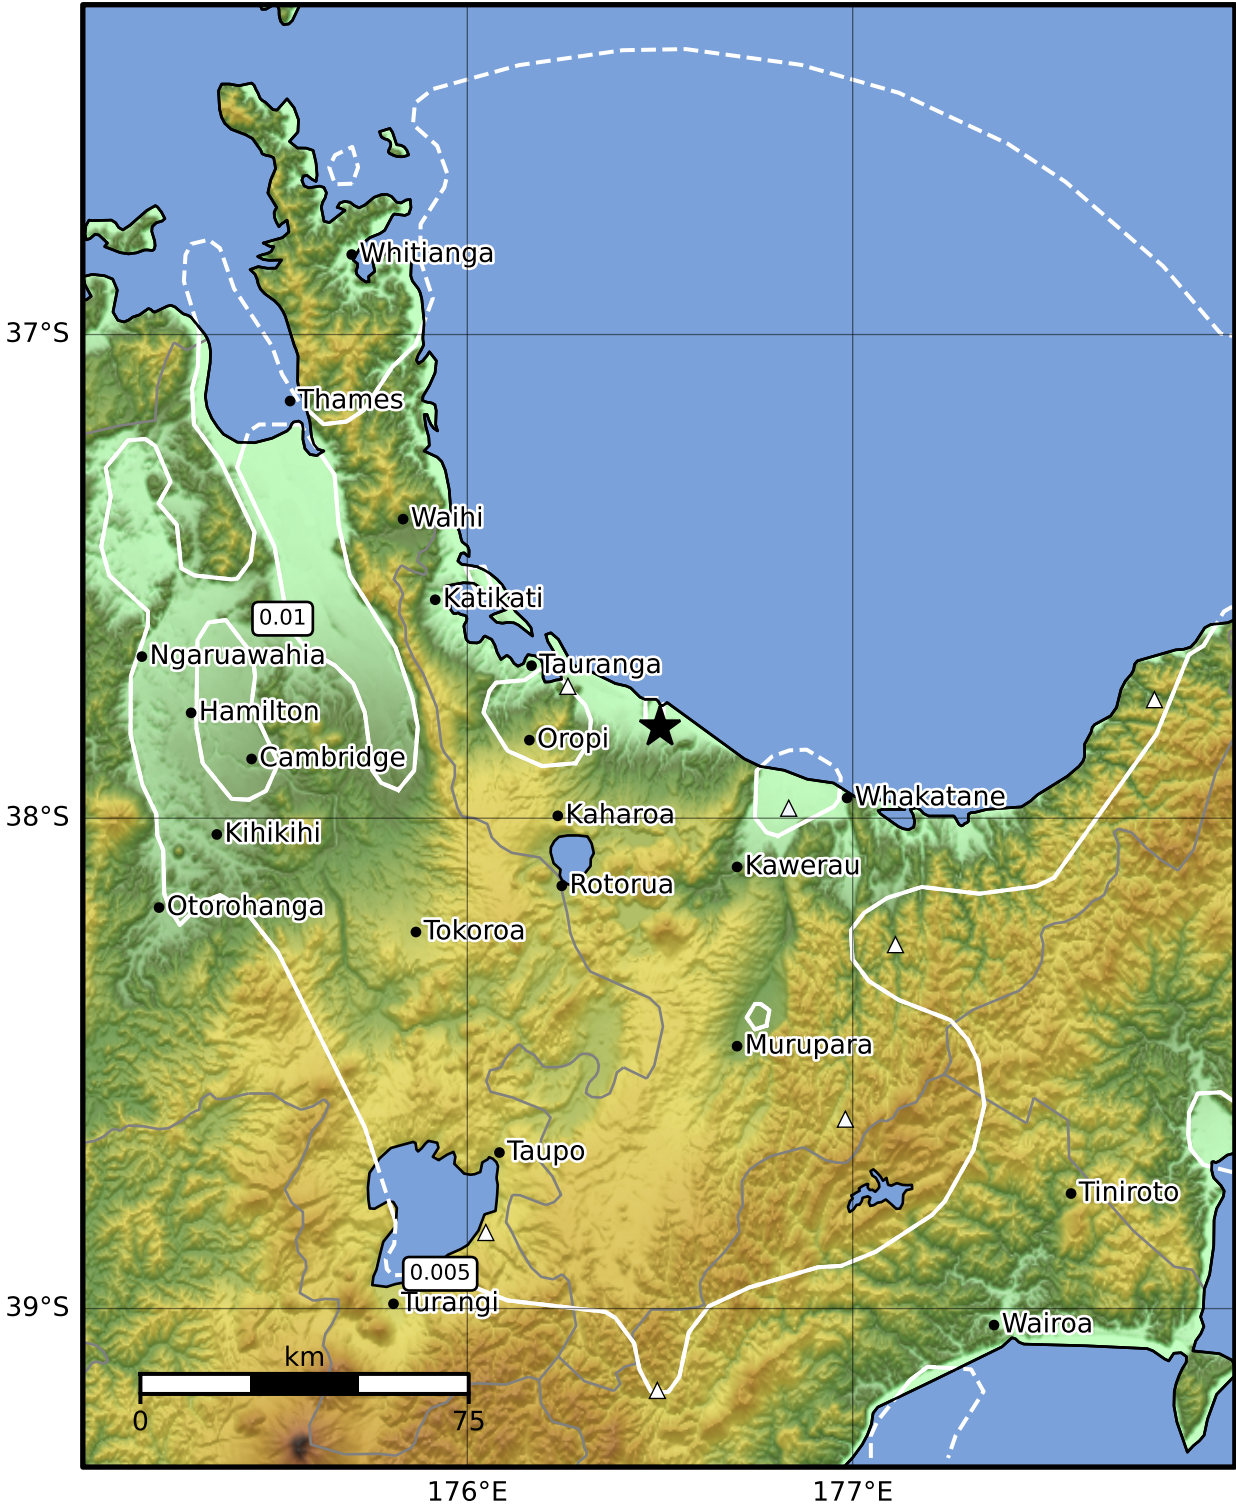 Whitianga
37°S
Thames
Waihi
Katikati
0.01
Ngaruawahia
Tauranga
Hamilton
Oropi
Cambridge
Whakatane
38°S
Kaharoa
Kihikihi
Kawerau
Rotorua
Otorohanga
Tokoroa
Murupara
Taupo
Tiniroto
0.005
Turangi
39°S
Wairoa
km
0
75
176°E
177°E